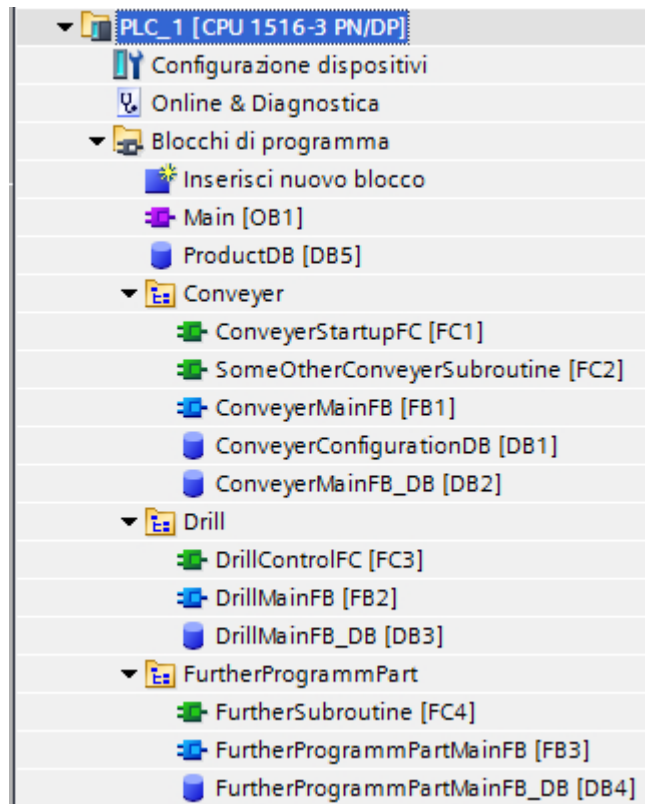 PLC_1 [CPU 1516-3 PN/DP]
Configurazione dispositivi
Online & Diagnostica
Blocchi di programma
Inserisci nuovo blocco
Main [OB1]
ProductDB [DB5]
Conveyer
ConveyerStartupFC [FC1]
SomeOtherConveyerSubroutine [FC2]
ConveyerMainFB [FB1]
ConveyerConfigurationDB [DB1]
ConveyerMainFB_DB [DB2]
Drill
DrillControlFC [FC3]
DrillMainFB [FB2]
DrillMainFB_DB [DB3]
FurtherProgrammPart
FurtherSubroutine [FC4]
FurtherProgrammPartMainFB [FB3]
FurtherProgrammPartMainFB_DB [DB4]